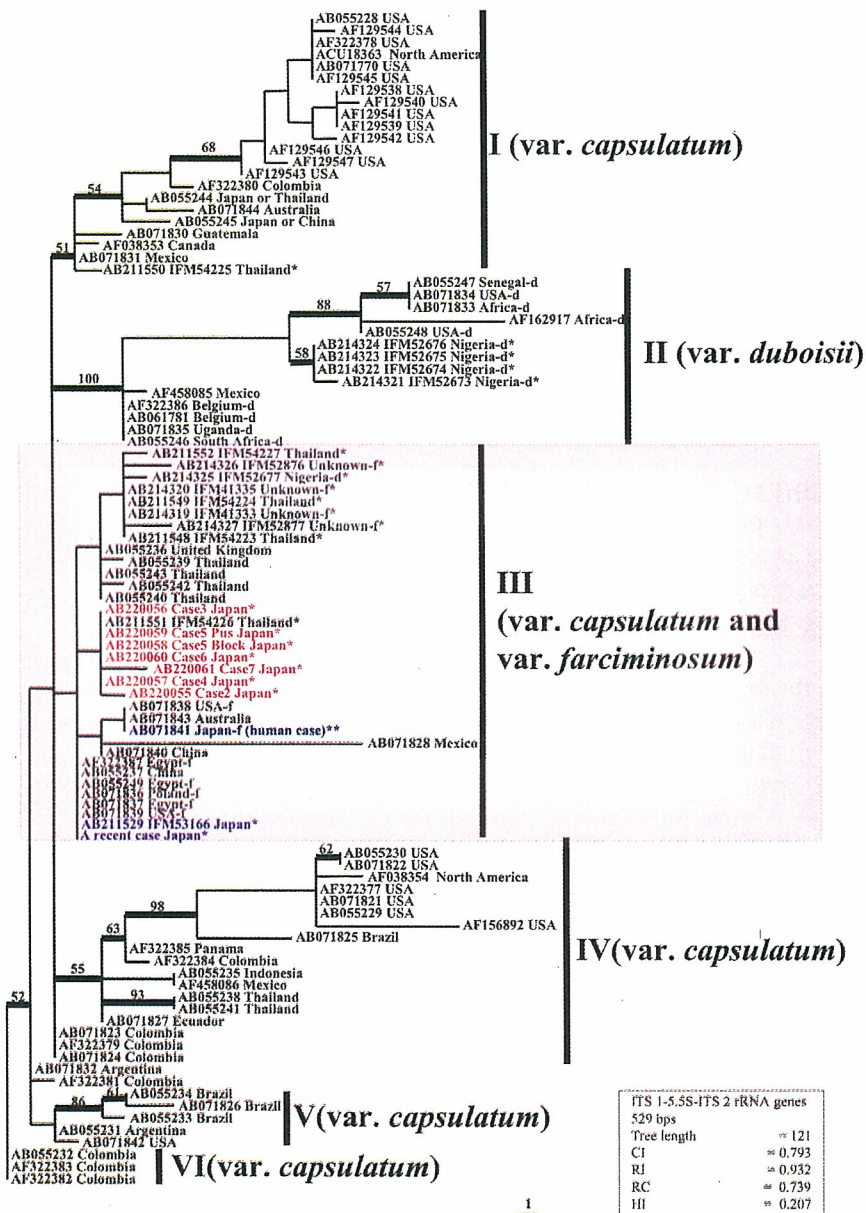 AB055228 USA
AF129544 USA
AF322378 USA
ACU18363 North America
AB071770 USA
AF129545 USA
AF129538 USA
AF129540 USA
AF129541 USA
AF129539 USA
AF129542 USA
68
AF129546 USA
AF129547 USA
AF129543 USA
I (var. capsulatum)
AF322380 Colombia
54
AB055244 Japan or Thailand
AB071844 Australia
AB055245 Japan or China
AB071830 Guatemala
51
AF038353 Canada
AB071831 Mexico
AB211550 IFM54225 Thailand*
57
AB055247 Senegal-d
AB071834 USA-d
AB071833 Africa-d
88
AF162917 Africa-d
AB055248 USA-d
AB214324 IFM52676 Nigeria-d*
58
AB214323 IFM52675 Nigeria-d*
AB214322 IFM52674 Nigeria-d*
AB214321 IFM52673 Nigeria-d*
II (var. duboisii)
100
AF458085 Mexico
AF322386 Belgium-d
AB061781 Belgium-d
AB071835 Uganda-d
AB055246 South Africa-d
AB211552 IFM54227 Thailand*
AB214326 IFM52876 Unknown-f*
AB214325 IFM52677 Nigeria-d*
AB214320 IFM41335 Unknown-f*
AB211549 IFM54224 Thailand*
AB214319 IFM41333 Unknown-f*
AB214327 IFM52877 Unknown-f*
AB211548 IFM54223 Thailand*
AB055236 United Kingdom
AB055239 Thailand
AB055243 Thailand
AB055242 Thailand
AB055240 Thailand
AB220056 Case3 Japan*
AB211551 IFM54226 Thailand*
AB220059 Case5 Pus Japan*
AB220058 Case5 Block Japan*
AB220060 Case6 Japan*
AB220061 Case7 Japan*
AB220057 Case4 Japan*
AB220055 Case2 Japan*
III
(var. capsulatum and
var. farciminosum)
AB071838 USA-f
AB071843 Australia
AB071841 Japan-f (human case)**
AB071828 Mexico
AB071840 China
AF322387 Egypt-f
AB055237 China
AB055249 Egypt-f
AB071836 Poland-f
AB071837 Egypt-f
AB071839 USA-f
AB211529 IFM53166 Japan*
A recent case Japan*
62
AB055230 USA
AB071822 USA
AF038354 North America
AF322377 USA
AB071821 USA
AB055229 USA
AF156892 USA
98
AB071825 Brazil
63
AF322385 Panama
AF322384 Colombia
IV(var. capsulatum)
55
AB055235 Indonesia
AF458086 Mexico
93
AB055238 Thailand
AB055241 Thailand
AB071827 Ecuador
52
AB071823 Colombia
AF322379 Colombia
AB071824 Colombia
AB071832 Argentina
AF322381 Colombia
61
AB055234 Brazil
86
AB071826 Brazil
AB055233 Brazil
V(var. capsulatum)
AB055231 Argentina
AB071842 USA
AB055232 Colombia
AF322383 Colombia
AF322382 Colombia
VI(var. capsulatum)
ITS 1-5.5S-ITS 2 rRNA genes
529 bps
Tree length = 121
CI = 0.793
RI = 0.932
RC = 0.739
HI = 0.207
1